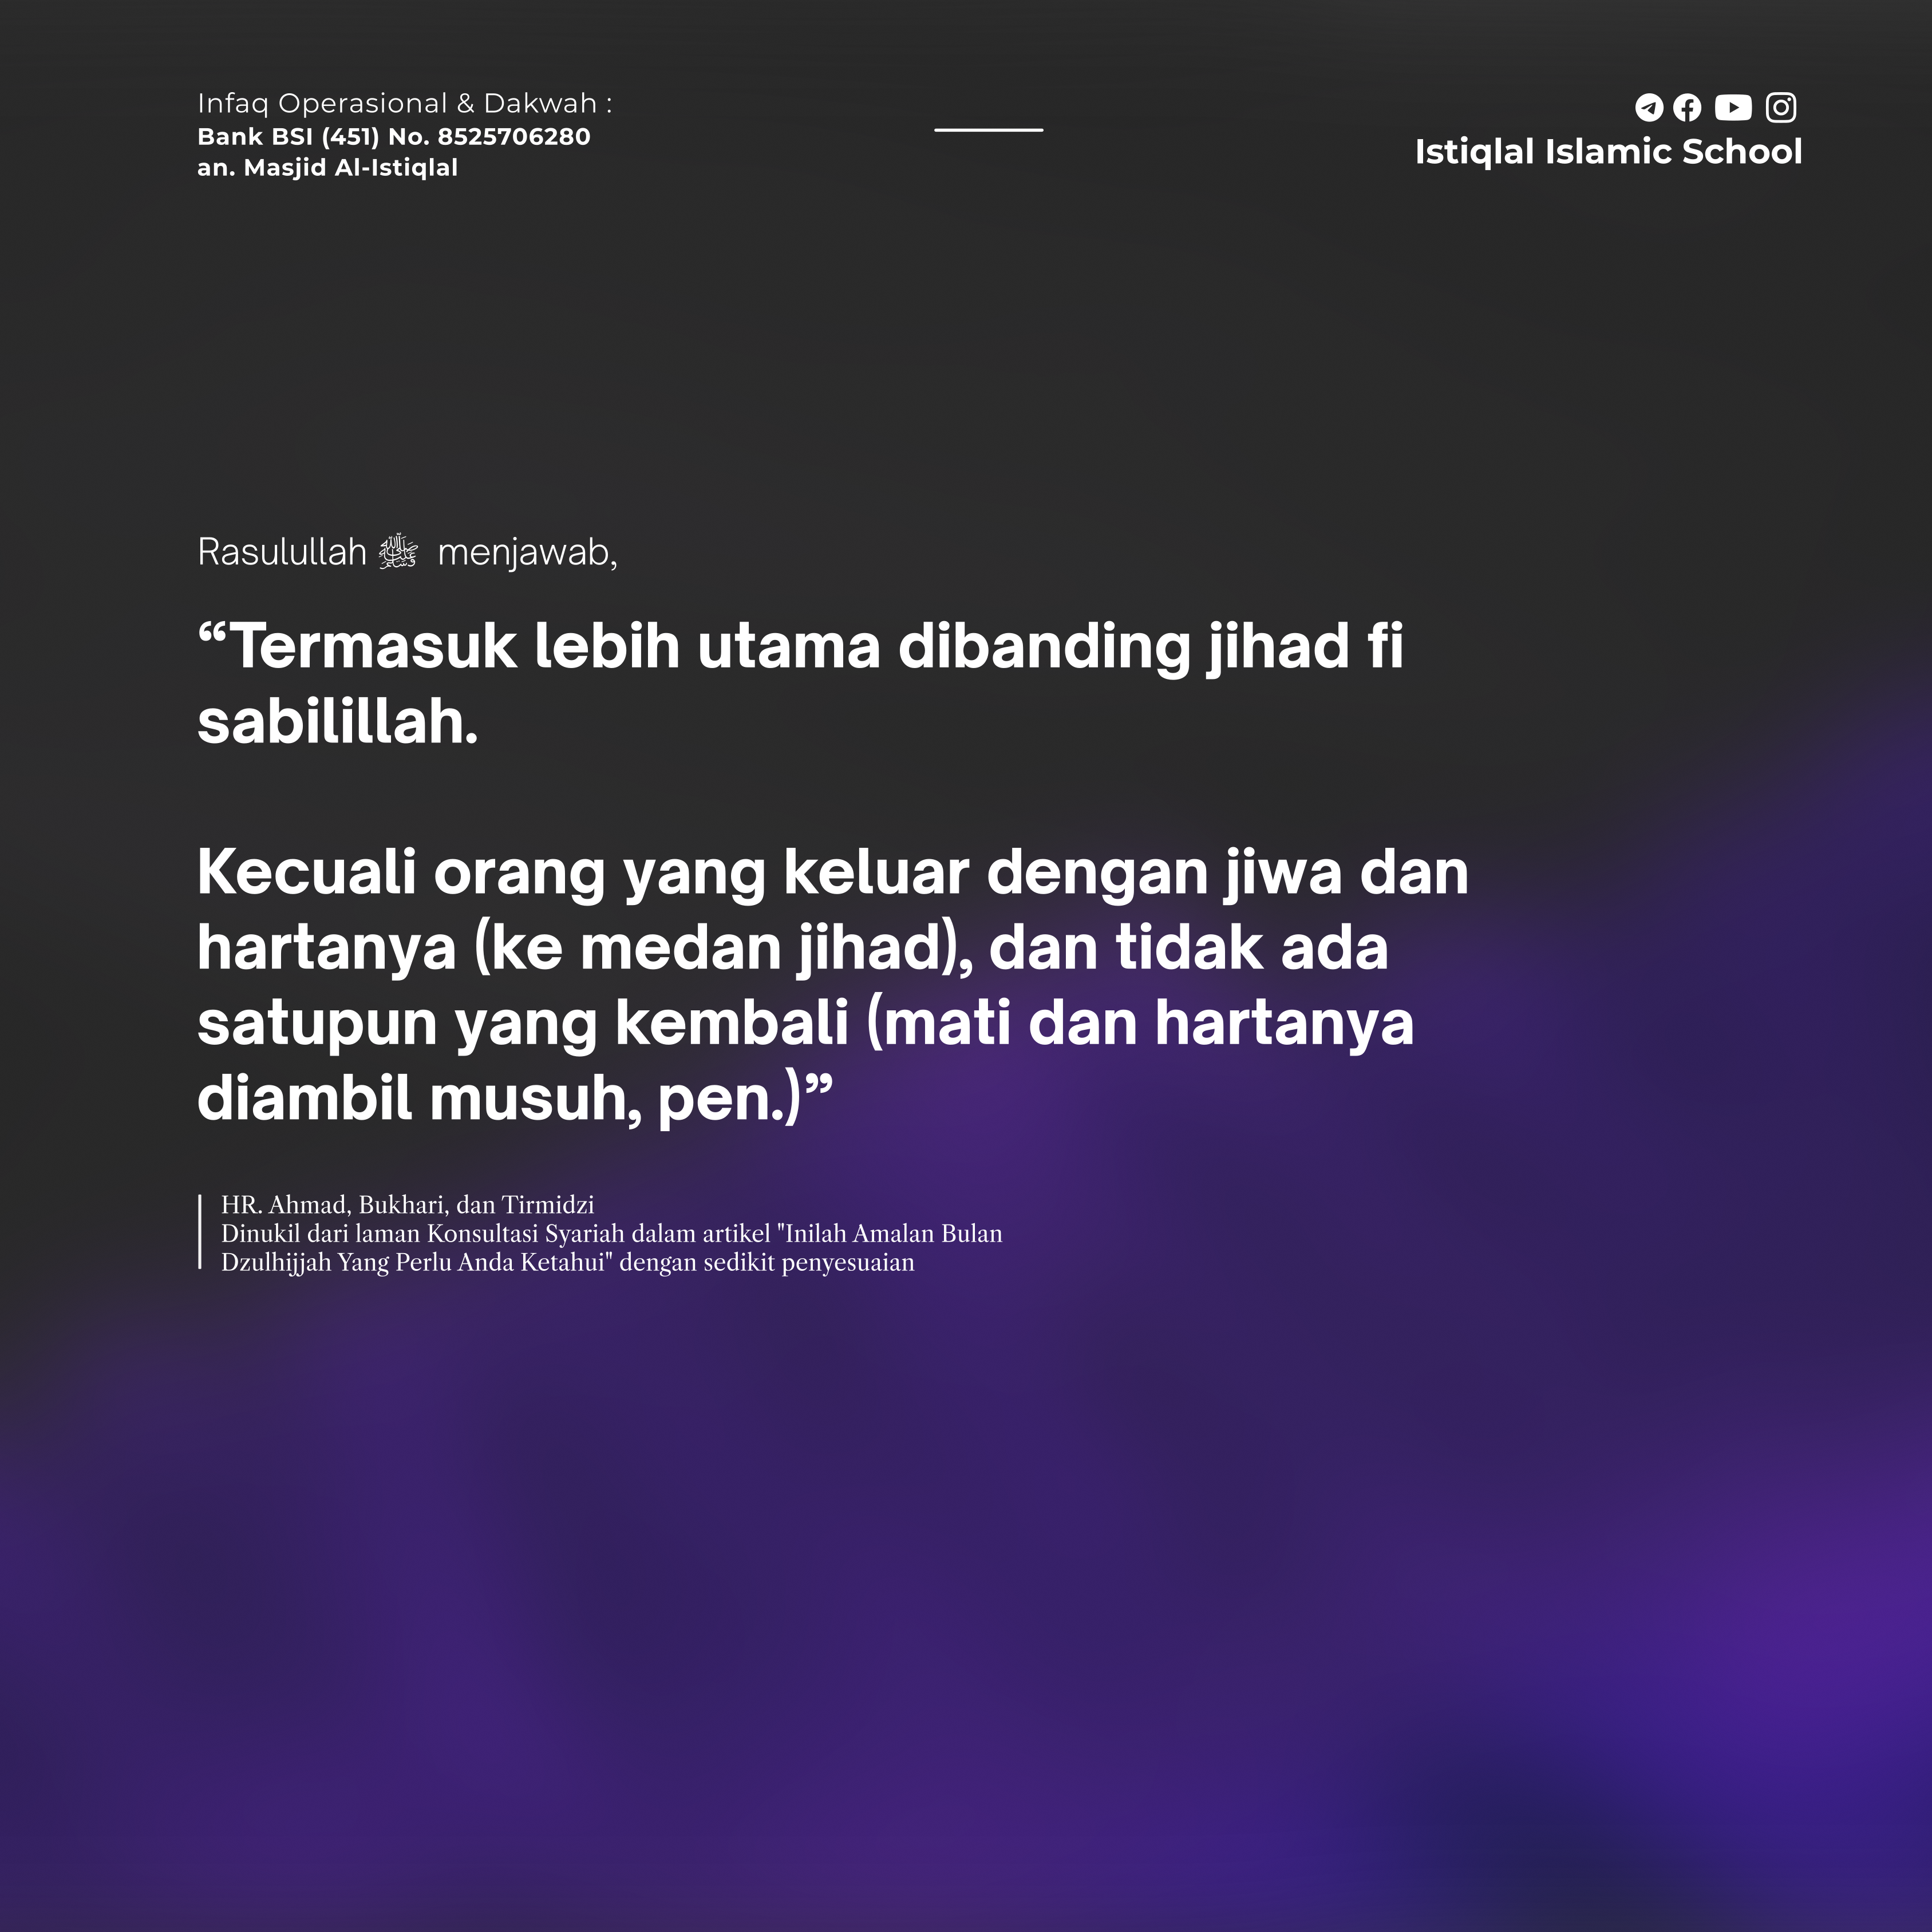 Infaq Operasional & Dakwah :
Bank BSI (451) No. 8525706280
an. Masjid Al-Istiqlal
Istiqlal Islamic School
Rasulullah ﷺ menjawab,
“Termasuk lebih utama dibanding jihad fi
sabilillah.
Kecuali orang yang keluar dengan jiwa dan
hartanya (ke medan jihad), dan tidak ada
satupun yang kembali (mati dan hartanya
diambil musuh, pen.)”
HR. Ahmad, Bukhari, dan Tirmidzi
Dinukil dari laman Konsultasi Syariah dalam artikel "Inilah Amalan Bulan
Dzulhijjah Yang Perlu Anda Ketahui" dengan sedikit penyesuaian